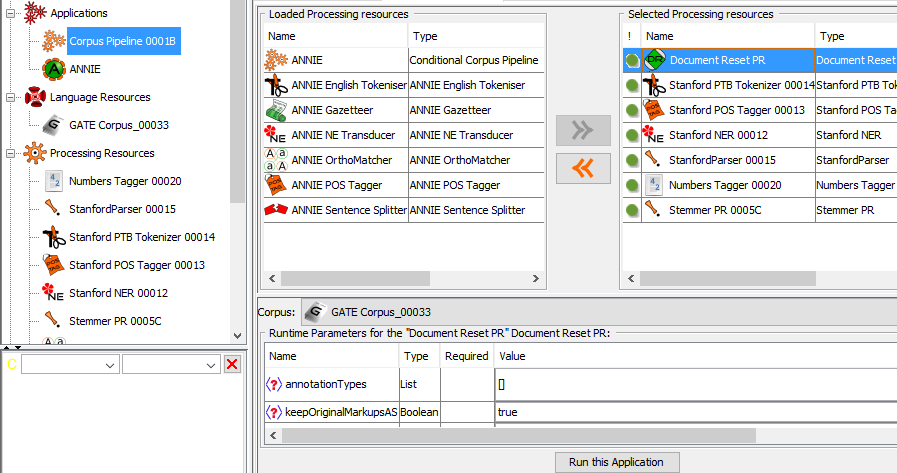 Applications
Corpus Pipeline 0001B
ANNIE
Language Resources
GATE Corpus_00033
Processing Resources
Numbers Tagger 00020
StanfordParser 00015
Stanford PTB Tokenizer 00014
Stanford POS Tagger 00013
Stanford NER 00012
Stemmer PR 0005C
C
Loaded Processing resources
Name Type
ANNIE Conditional Corpus Pipeline
ANNIE English Tokeniser ANNIE English Tokeniser
ANNIE Gazetteer ANNIE Gazetteer
ANNIE NE Transducer ANNIE NE Transducer
ANNIE OrthoMatcher ANNIE OrthoMatcher
ANNIE POS Tagger ANNIE POS Tagger
ANNIE Sentence Splitter ANNIE Sentence Splitter
Selected Processing resources
! Name Type
Document Reset PR Document Reset
Stanford PTB Tokenizer 00014 Stanford PTB Tok
Stanford POS Tagger 00013 Stanford POS Tag
Stanford NER 00012 Stanford NER
StanfordParser 00015 StanfordParser
Numbers Tagger 00020 Numbers Tagger
Stemmer PR 0005C Stemmer PR
Corpus: GATE Corpus_00033
Runtime Parameters for the "Document Reset PR" Document Reset PR:
Name Type Required Value
annotationTypes List []
keepOriginalMarkupsAS Boolean true
Run this Application